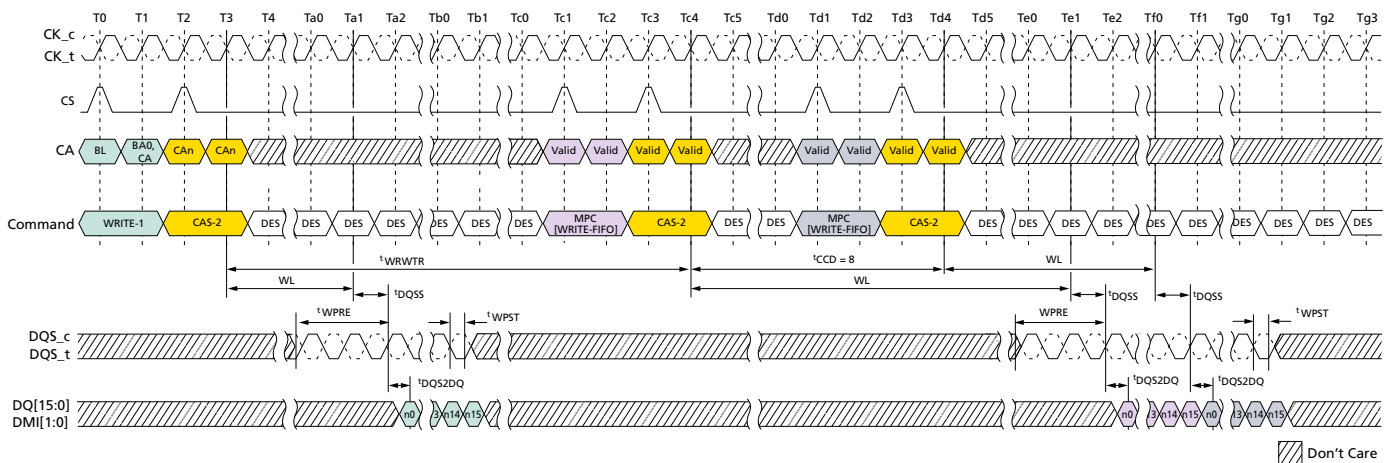 T0 T1 T2 T3 T4 Ta0 Ta1 Ta2 Tb0 Tb1 Tc0 Tc1 Tc2 Tc3 Tc4 Tc5 Td0 Td1 Td2 Td3 Td4 Td5 Te0 Te1 Te2 Tf0 Tf1 Tg0 Tg1 Tg2 Tg3
CK_c
CK_t
CS
CA BL BA0, CA CAn CAn Valid Valid Valid Valid Valid Valid Valid Valid
Command WRITE-1 CAS-2 DES DES DES DES DES DES DES MPC [WRITE-FIFO] CAS-2 DES DES MPC [WRITE-FIFO] CAS-2 DES DES DES DES DES DES DES DES DES DES
tWRWTR tCCD = 8 WL
WL tDQSS WL tDQSS tDQSS
tWPRE tWPST WPRE tWPST
DQS_c
DQS_t
tDQS2DQ tDQS2DQ tDQS2DQ
DQ[15:0]
DMI[1:0]
n0 13 n14 n15 n0 13 n14 n15 n0 13 n14 n15
Don't Care